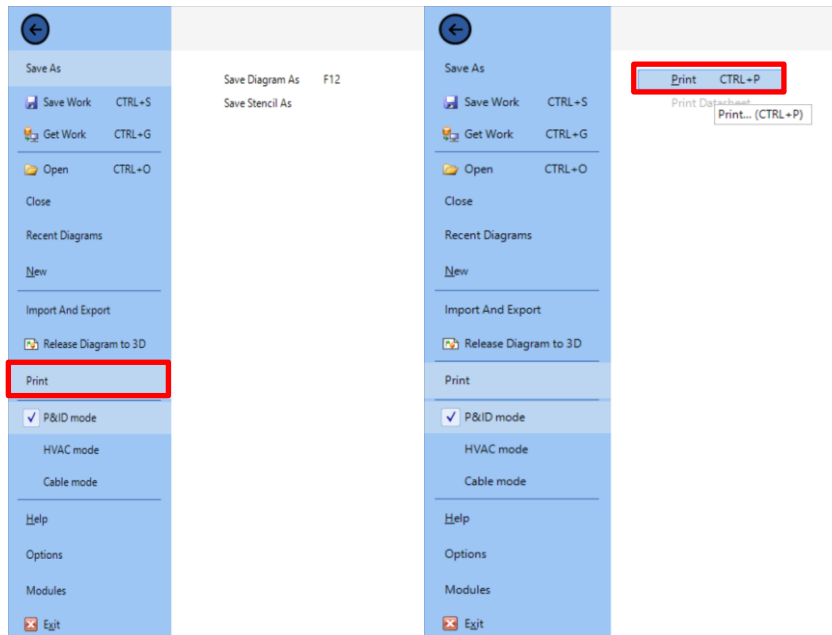 Save As
Save Diagram As F12
Save Work CTRL+S
Save Stencil As
Get Work CTRL+G
Open CTRL+O
Close
Recent Diagrams
New
Import And Export
Release Diagram to 3D
Print
P&ID mode
HVAC mode
Cable mode
Help
Options
Modules
Exit
Save As
Print CTRL+P
Save Work CTRL+S
Print Datasheet
Print... (CTRL+P)
Get Work CTRL+G
Open CTRL+O
Close
Recent Diagrams
New
Import And Export
Release Diagram to 3D
Print
P&ID mode
HVAC mode
Cable mode
Help
Options
Modules
Exit